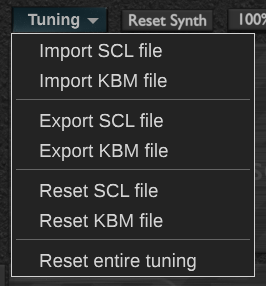 Tuning Reset Synth 100%
Import SCL file
Import KBM file
Export SCL file
Export KBM file
Reset SCL file
Reset KBM file
Reset entire tuning